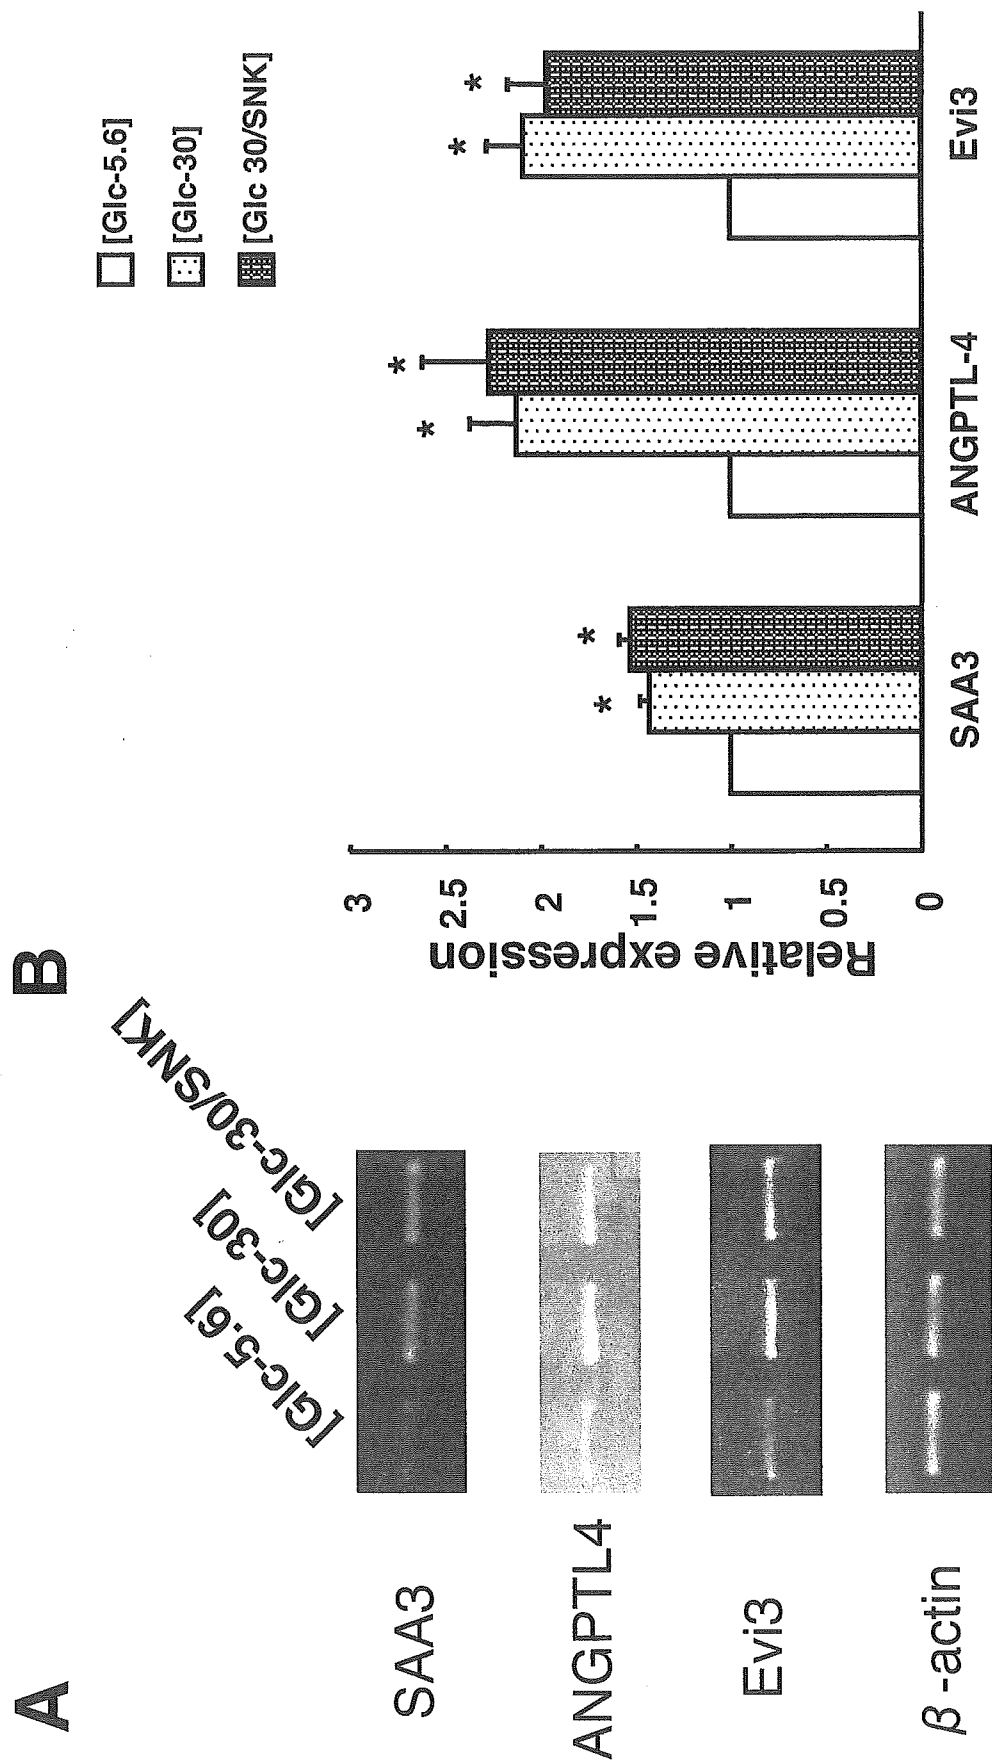 A
[Glc-5.6]
[Glc-30]
[Glc-30/SNK]
SAA3
ANGPTL4
Evi3
β -actin
B
[Glc-5.6]
[Glc-30]
[Glc 30/SNK]
Relative expression
3
2.5
2
1.5
1
0.5
0
* * * * * *
SAA3 ANGPTL-4 Evi3